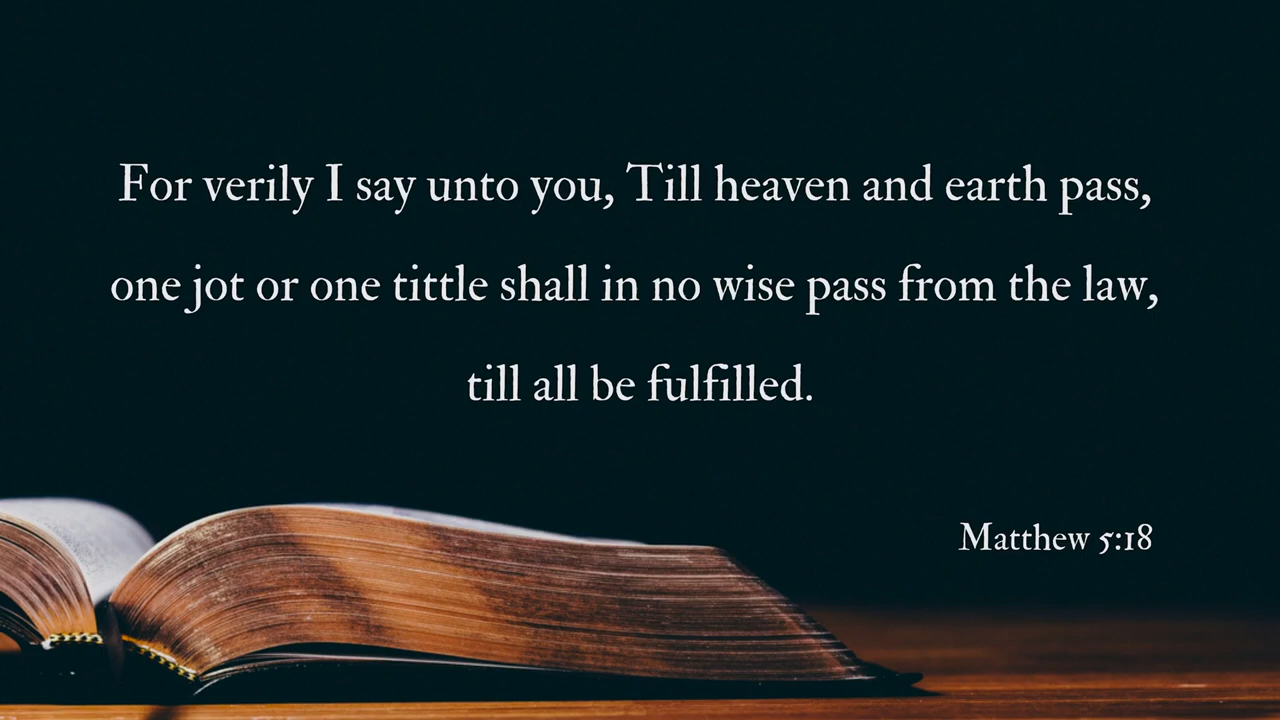 For verily I say unto you, Till heaven and earth pass,
one jot or one tittle shall in no wise pass from the law,
till all be fulfilled.
Matthew 5:18